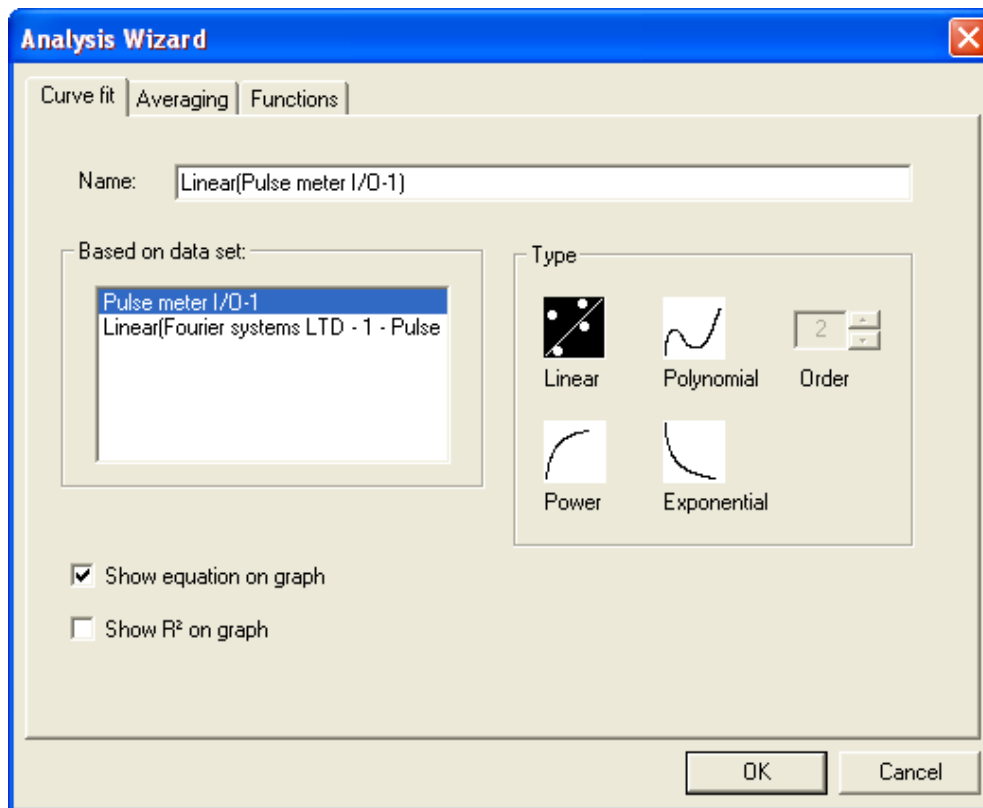 Analysis Wizard
Curve fit Averaging Functions
Name: Linear(Pulse meter I/O-1)
Based on data set:
Pulse meter I/O-1
Linear(Fourier systems LTD - 1 - Pulse
Type
2
Linear Polynomial Order
Power Exponential
Show equation on graph
Show R² on graph
OK Cancel